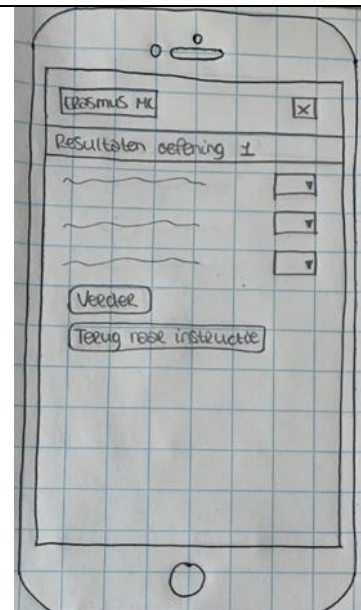 Erasmus MC
X
Resultaten oefening 1
Verder
Terug naar instructie